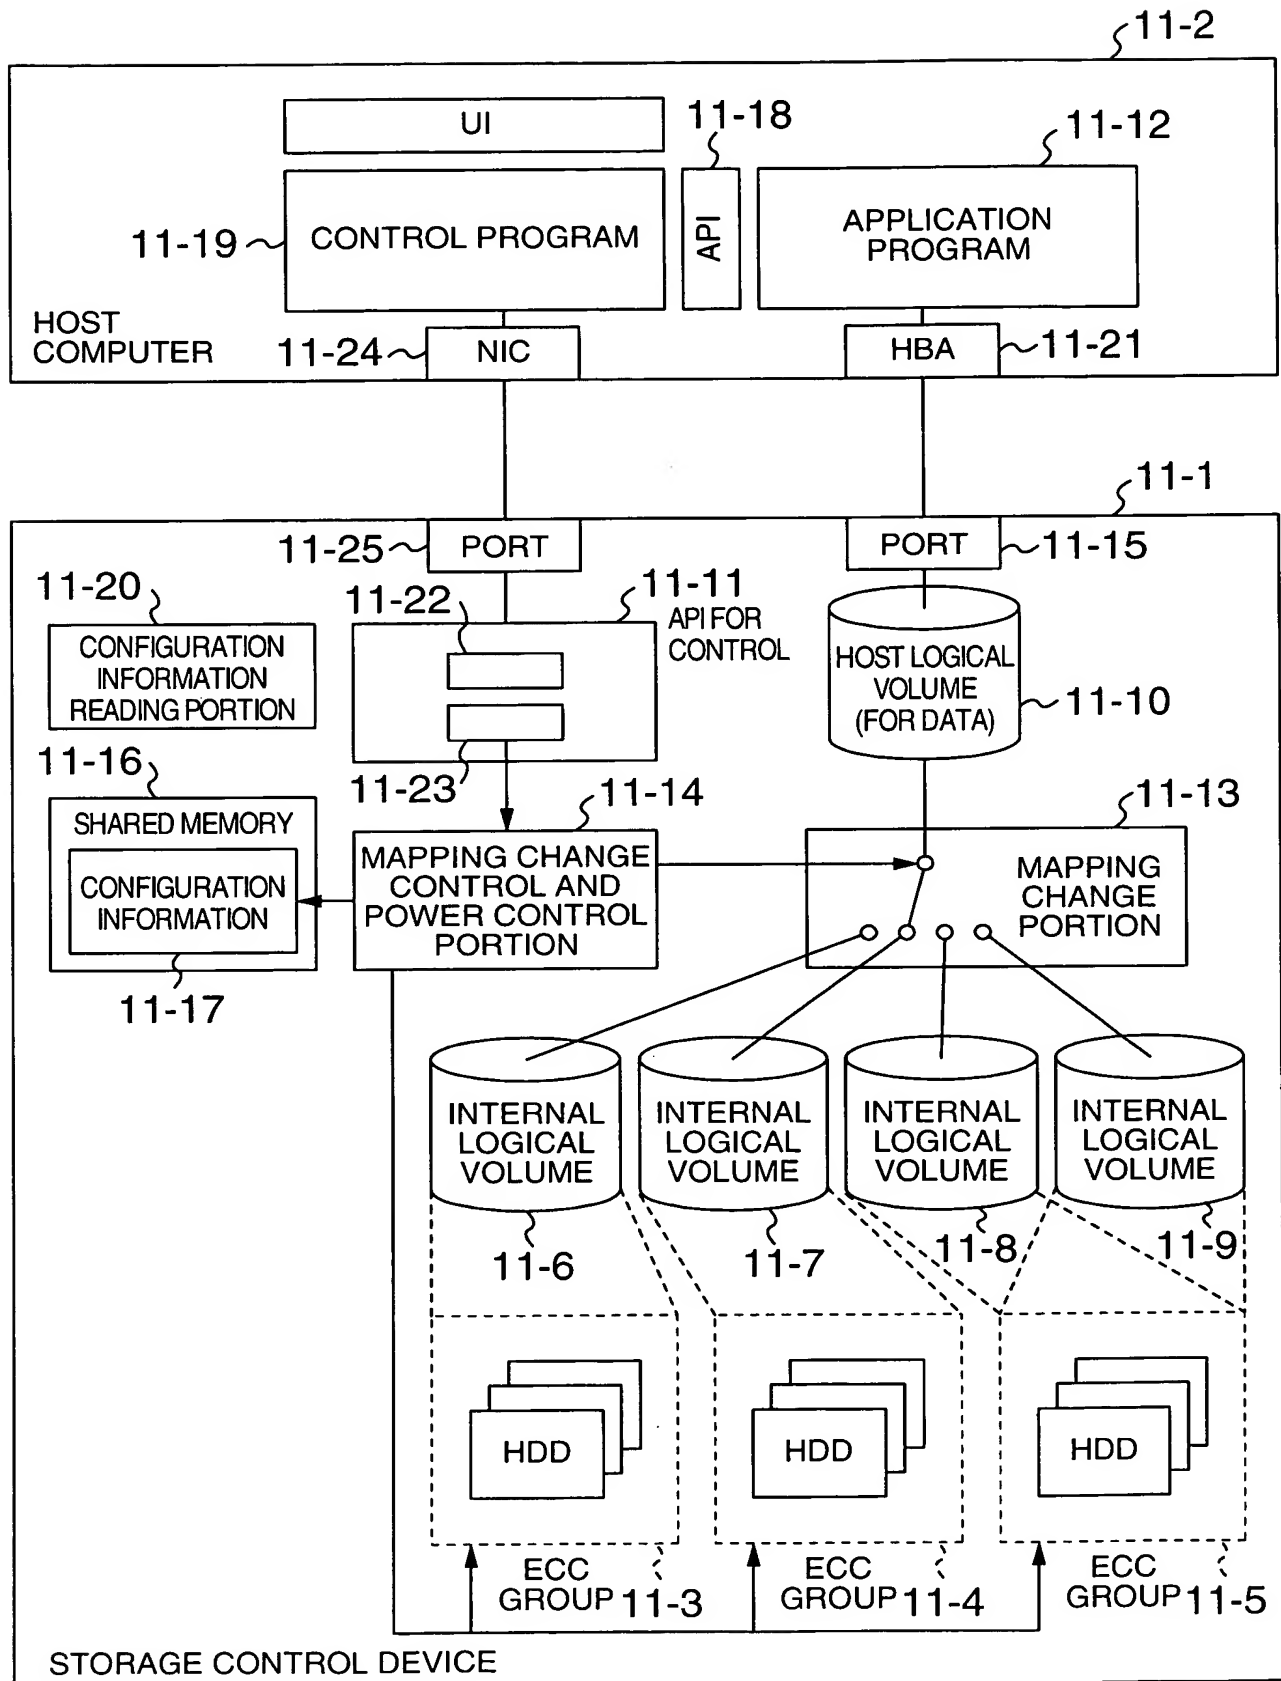 11-2
UI
11-18
11-12
11-19
CONTROL PROGRAM
API
APPLICATION
PROGRAM
HOST
COMPUTER
11-24
NIC
HBA
11-21
11-1
11-25
PORT
PORT
11-15
11-20
11-22
11-11
CONFIGURATION
INFORMATION
READING PORTION
API FOR
CONTROL
HOST LOGICAL
VOLUME
(FOR DATA)
11-10
11-16
11-23
11-14
11-13
SHARED MEMORY
CONFIGURATION
INFORMATION
MAPPING CHANGE
CONTROL AND
POWER CONTROL
PORTION
MAPPING
CHANGE
PORTION
11-17
INTERNAL
LOGICAL
VOLUME
INTERNAL
LOGICAL
VOLUME
INTERNAL
LOGICAL
VOLUME
INTERNAL
LOGICAL
VOLUME
11-6
11-7
11-8
11-9
HDD
HDD
HDD
ECC
GROUP 11-3
ECC
GROUP 11-4
ECC
GROUP 11-5
STORAGE CONTROL DEVICE